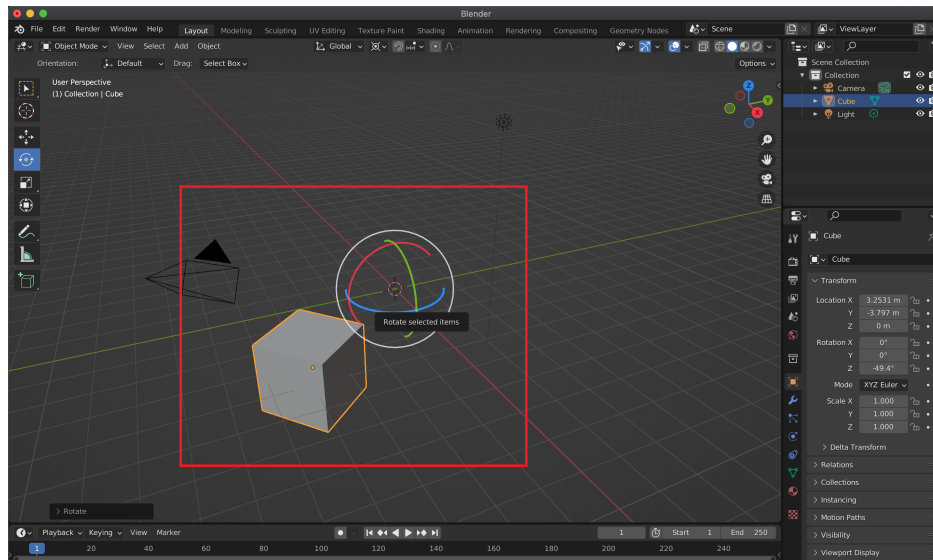 Blender
File Edit Render Window Help Layout Modeling Sculpting UV Editing Texture Paint Shading Animation Rendering Compositing Geometry Nodes Scene ViewLayer
Object Mode View Select Add Object Global
Orientation: Default Drag: Select Box Options
User Perspective
(1) Collection | Cube
Z
Y
X
Rotate selected items
> Rotate
Scene Collection
Collection
Camera
Cube
Light
Cube
Cube
Transform
Location X 3.2531 m
Y -3.797 m
Z 0 m
Rotation X 0°
Y 0°
Z -49.4°
Mode XYZ Euler
Scale X 1.000
Y 1.000
Z 1.000
> Delta Transform
> Relations
> Collections
> Instancing
> Motion Paths
> Visibility
> Viewport Display
Playback Keying View Marker 1 Start 1 End 250
1 20 40 60 80 100 120 140 160 180 200 220 240